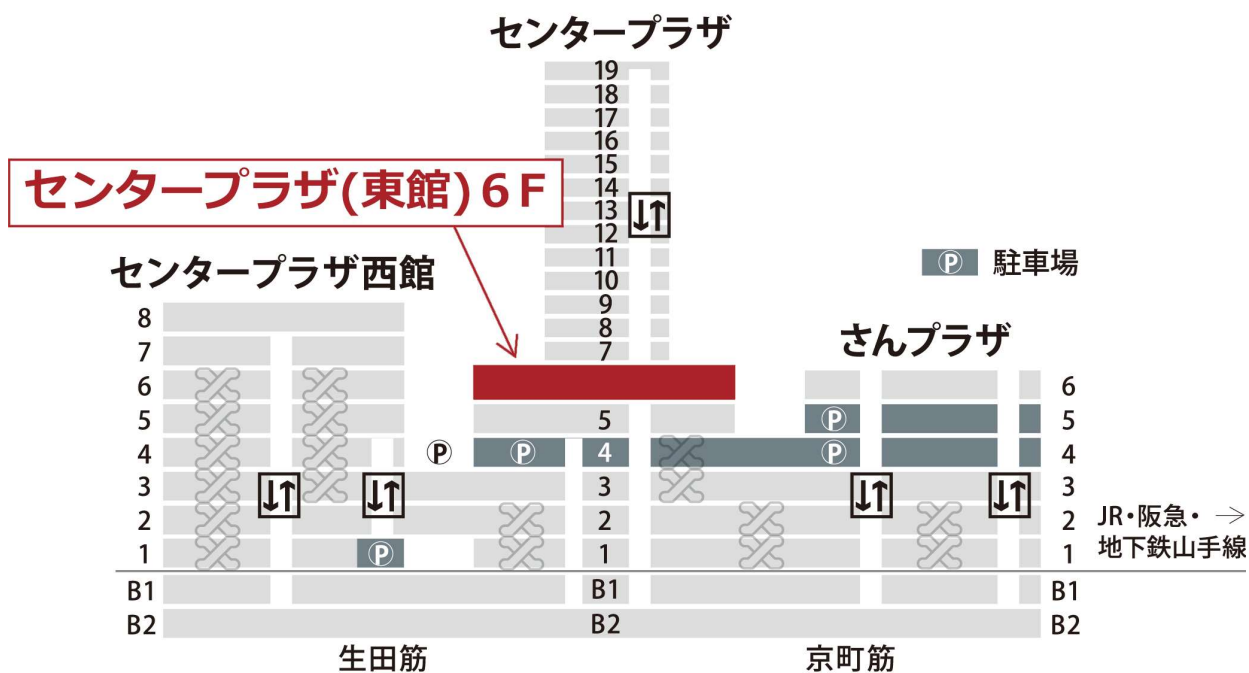 センタープラザ
19
18
17
16
15
14
13
12
11
10
9
8
7
5
4
3
2
1
B1
B2
センタープラザ(東館)6F
センタープラザ西館
8
7
6
5
4
3
2
1
B1
B2
P
P
P
P 駐車場
さんプラザ
P
P
6
5
4
3
2
1
B1
B2
JR・阪急・ →
地下鉄山手線
生田筋
京町筋